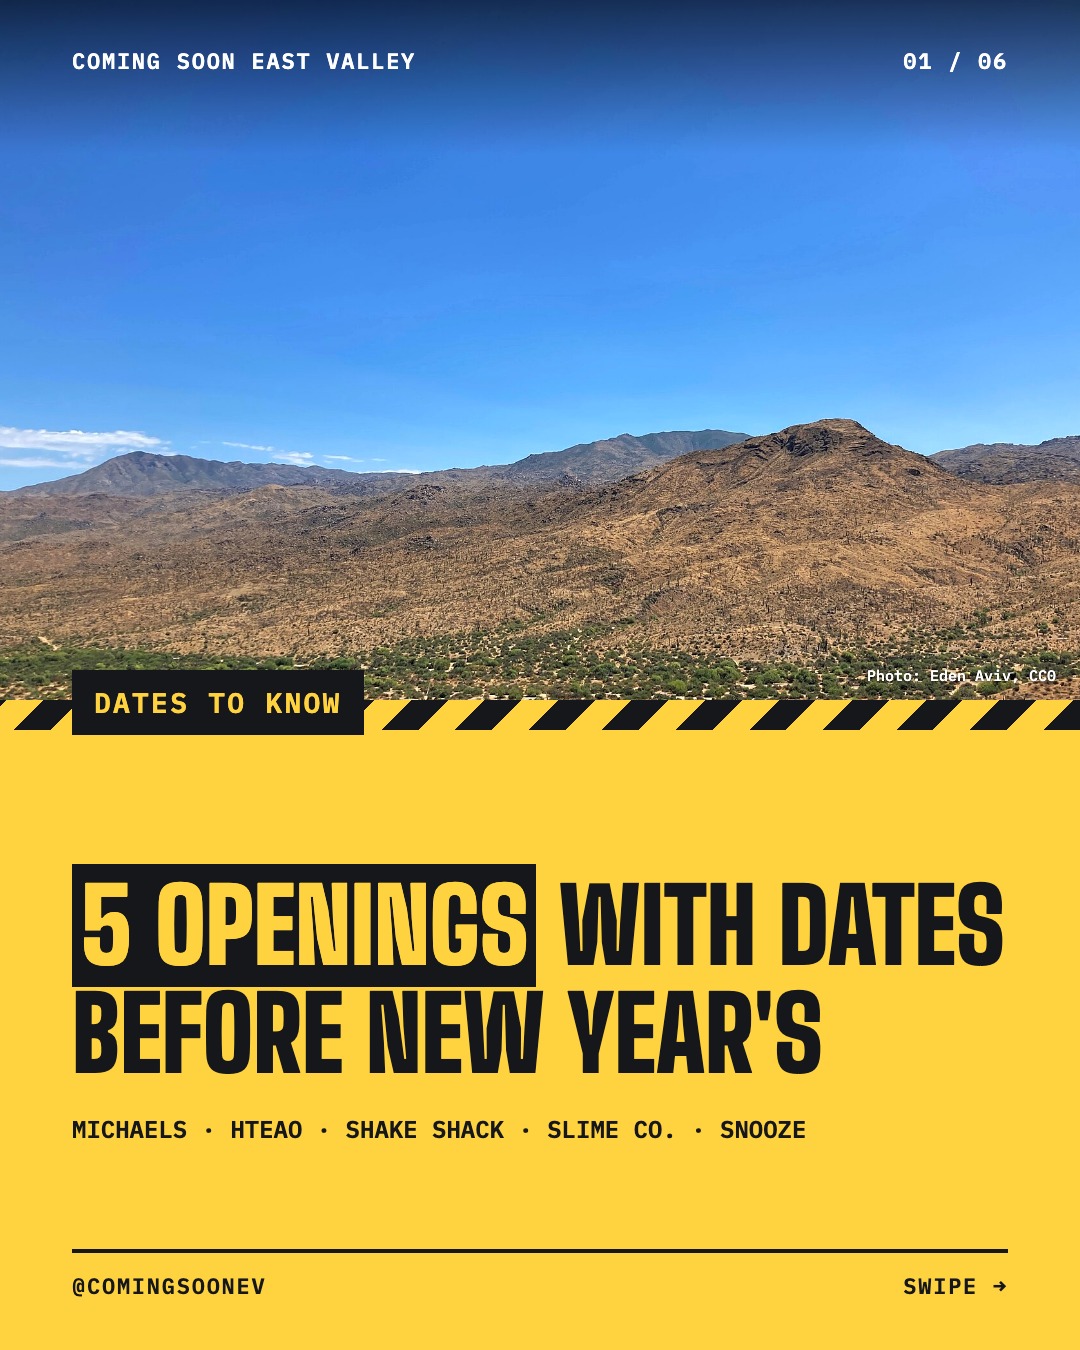 COMING SOON EAST VALLEY
01 / 06
Photo: Eden Aviv, CC0
DATES TO KNOW
5 OPENINGS WITH DATES
BEFORE NEW YEAR'S
MICHAELS · HTEAO · SHAKE SHACK · SLIME CO. · SNOOZE
@COMINGSOONEV
SWIPE →